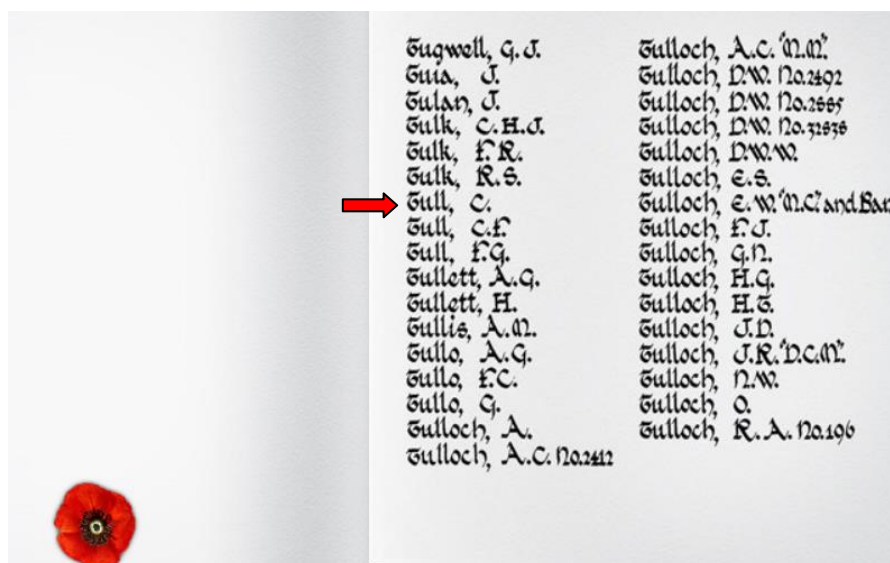 Tugwell, G.J.
Tuia, J.
Tulan, J.
Tulk, C.H.J.
Tulk, F.R.
Tulk, R.S.
Tull, C.
Tull, C.F.
Tull, F.G.
Tullett, A.G.
Tullett, H.
Tullis, A.M.
Tullo, A.G.
Tullo, F.C.
Tullo, G.
Tulloch, A.
Tulloch, A.C. No.2412
Tulloch, A.C. "M.M."
Tulloch, D.W. No.2492
Tulloch, D.W. No.2885
Tulloch, D.W. No.32838
Tulloch, D.W.W.
Tulloch, E.S.
Tulloch, E.W. "M.C." and Bar
Tulloch, F.J.
Tulloch, G.N.
Tulloch, H.G.
Tulloch, H.T.
Tulloch, J.D.
Tulloch, J.R. "D.C.M."
Tulloch, N.W.
Tulloch, O.
Tulloch, R.A. No.196